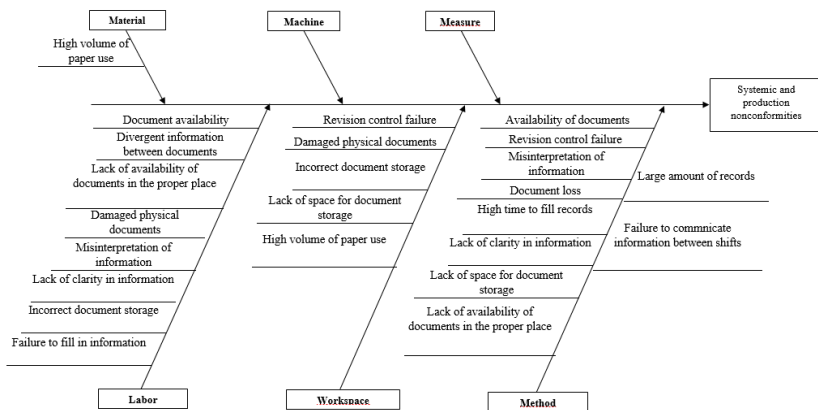 Material
Machine
Measure
High volume of
paper use
Systemic and
production
nonconformities
Document availability
Divergent information
between documents
Lack of availability of
documents in the proper place
Damaged physical
documents
Misinterpretation of
information
Lack of clarity in information
Incorrect document storage
Failure to fill in information
Revision control failure
Damaged physical documents
Incorrect document storage
Lack of space for document
storage
High volume of paper use
Availability of documents
Revision control failure
Misinterpretation of
information
Document loss
High time to fill records
Lack of clarity in information
Lack of space for document
storage
Lack of availability of
documents in the proper place
Large amount of records
Failure to commnicate
information between shifts
Labor
Workspace
Method